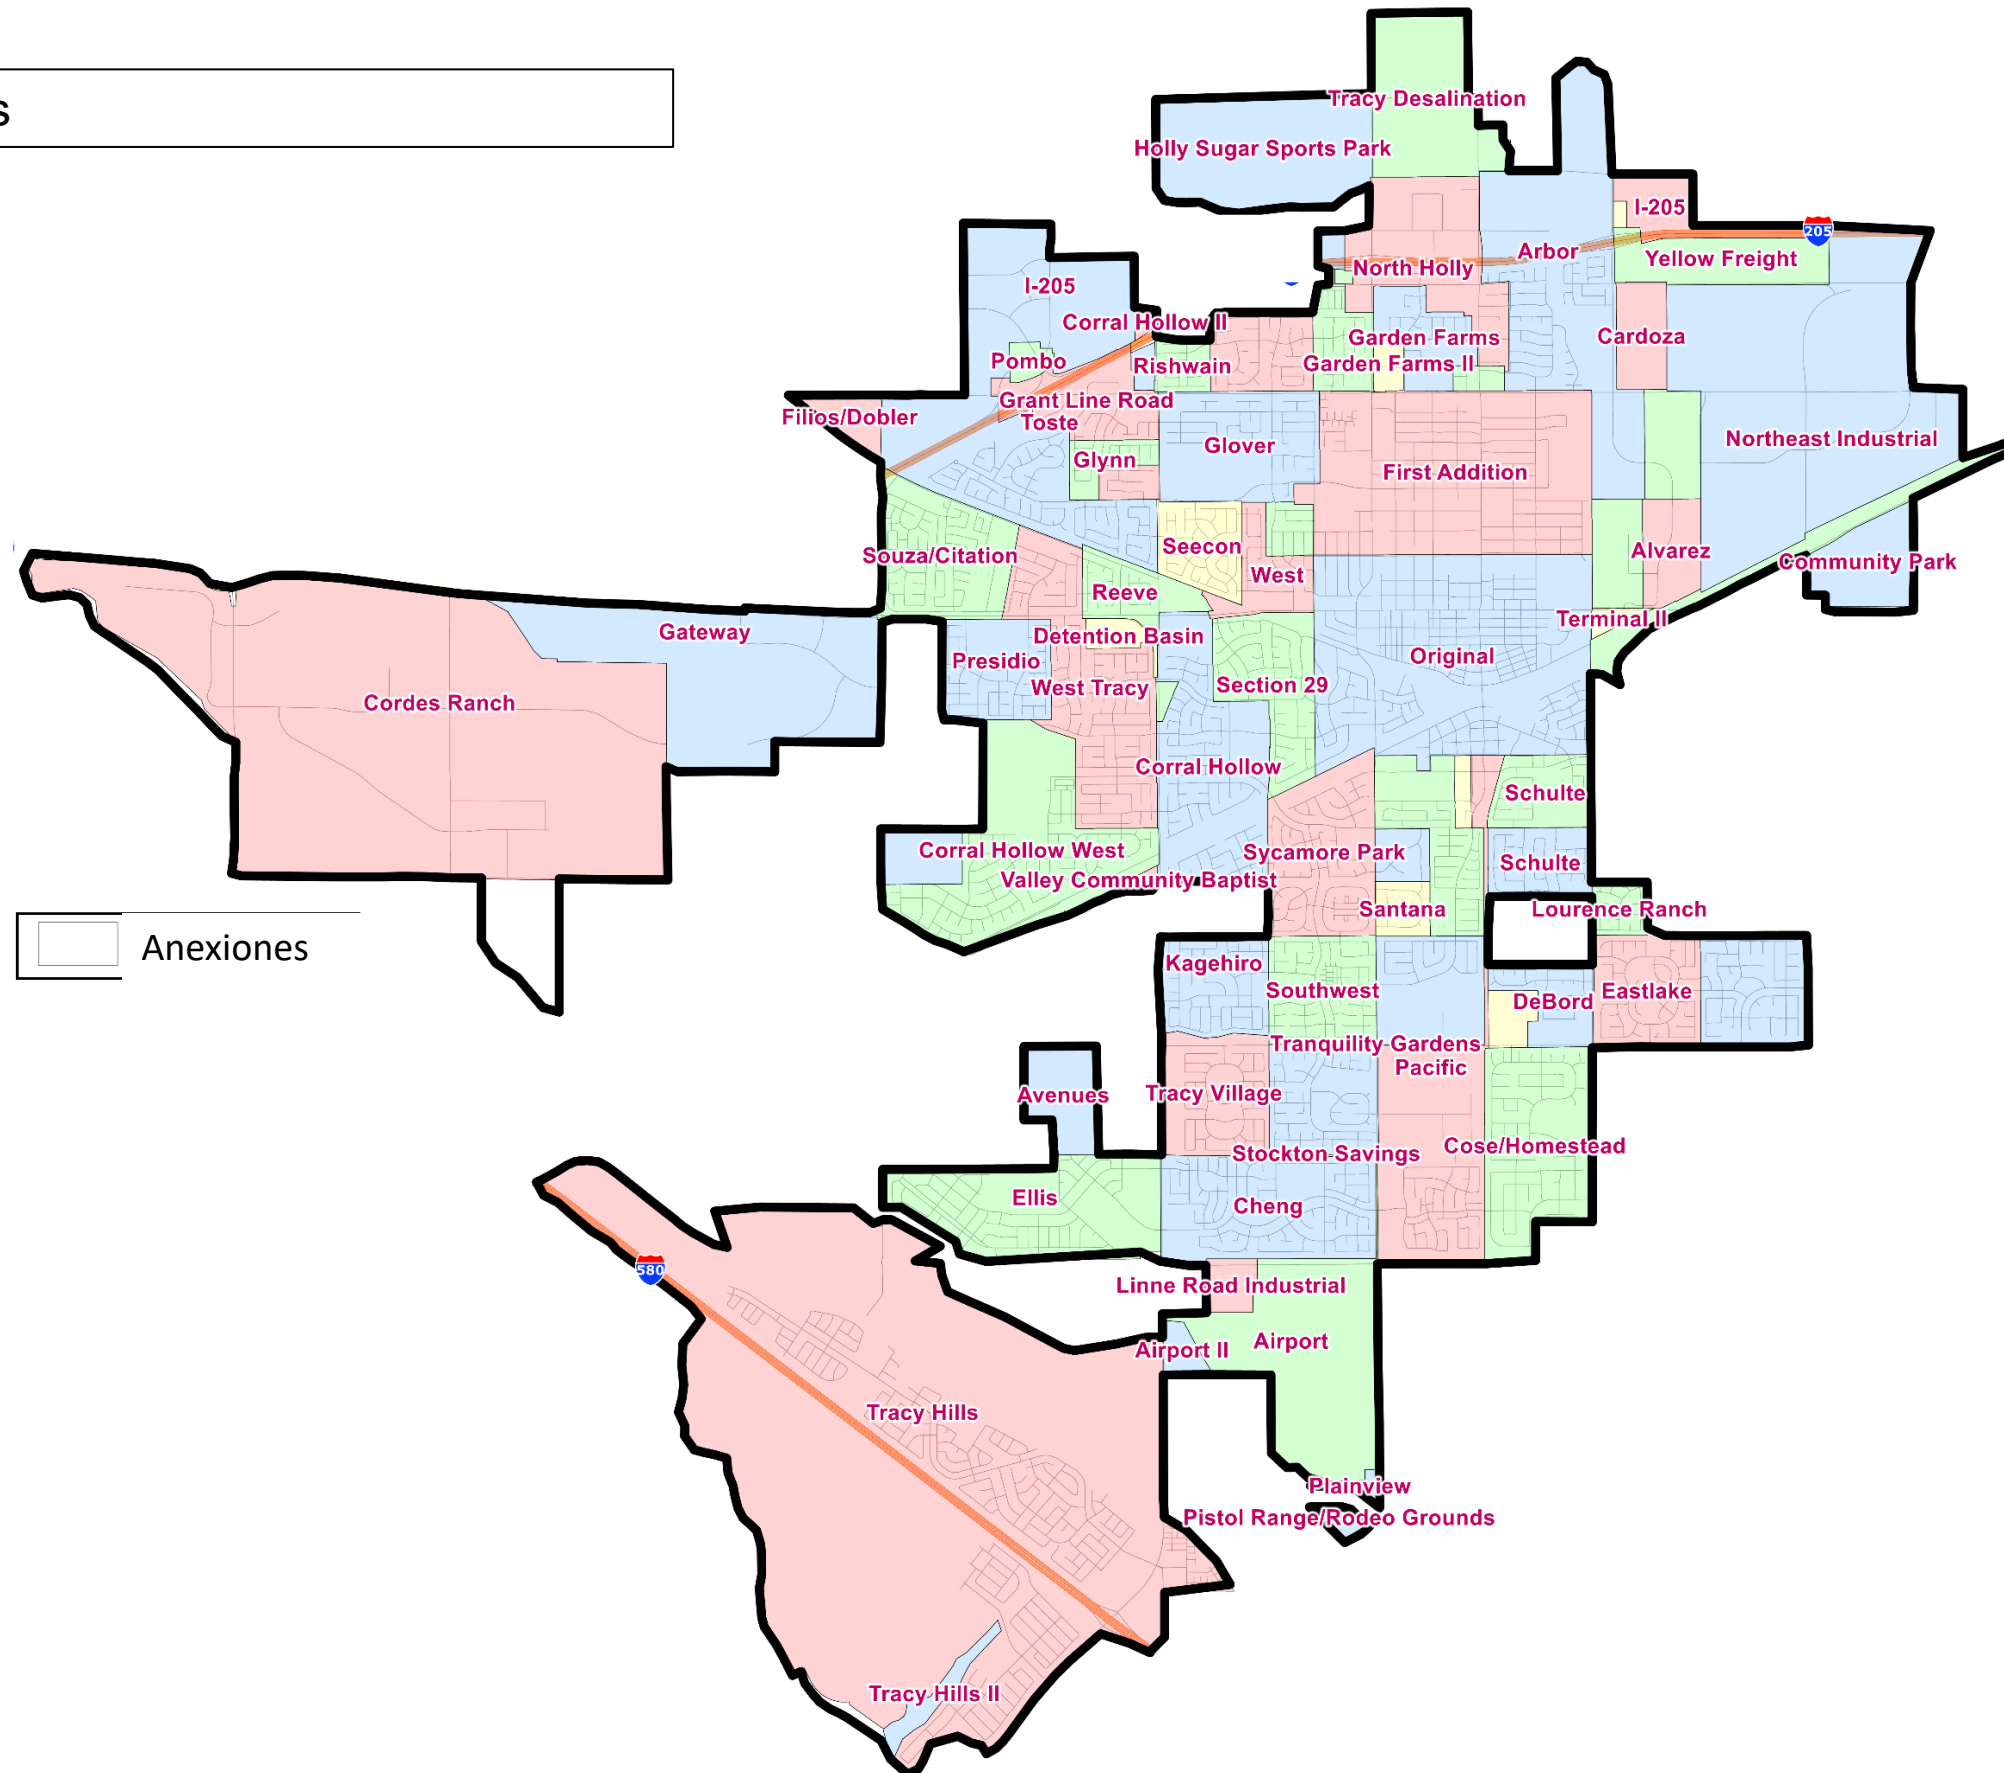 s
Tracy Desalination
Holly Sugar Sports Park
I-205
205
Arbor
Yellow Freight
North Holly
I-205
Corral Hollow II
Garden Farms
Cardoza
Pombo
Rishwain
Garden Farms II
Grant Line Road
Filios/Dobler
Toste
Glover
Northeast Industrial
Glynn
First Addition
Souza/Citation
Seecon
Alvarez
Community Park
West
Reeve
Terminal II
Gateway
Detention Basin
Original
Presidio
West Tracy
Section 29
Cordes Ranch
Corral Hollow
Schulte
Corral Hollow West
Sycamore Park
Schulte
Valley Community Baptist
Santana
Lourence Ranch
Anexiones
Kagehiro
Southwest
Eastlake
DeBord
Tranquility Gardens
Pacific
Avenues
Tracy Village
Cose/Homestead
Stockton Savings
Ellis
Cheng
580
Linne Road Industrial
Airport
Airport II
Tracy Hills
Plainview
Pistol Range/Rodeo Grounds
Tracy Hills II